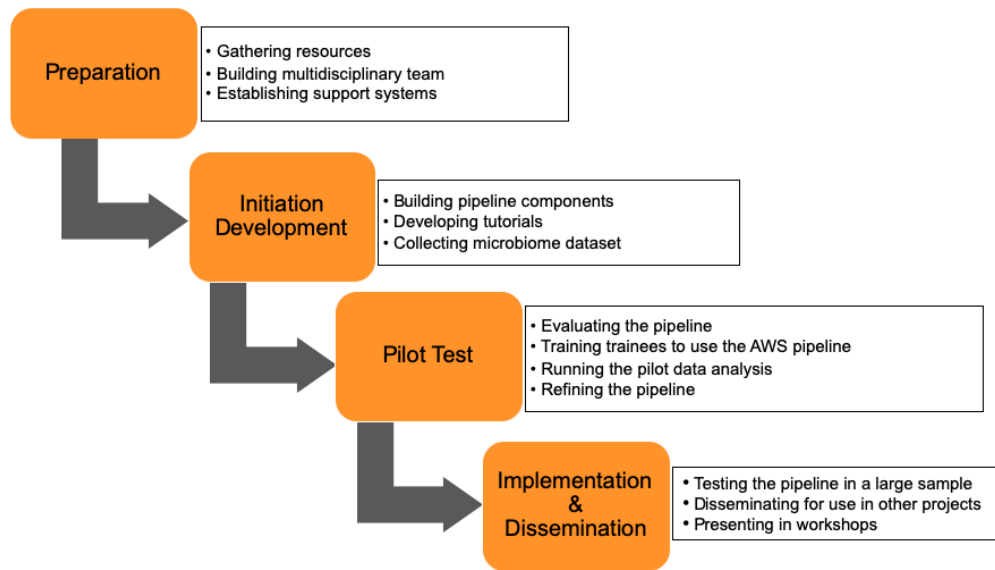 Preparation
• Gathering resources
• Building multidisciplinary team
• Establishing support systems
Initiation
Development
• Building pipeline components
• Developing tutorials
• Collecting microbiome dataset
Pilot Test
• Evaluating the pipeline
• Training trainees to use the AWS pipeline
• Running the pilot data analysis
• Refining the pipeline
Implementation
&
Dissemination
• Testing the pipeline in a large sample
• Disseminating for use in other projects
• Presenting in workshops